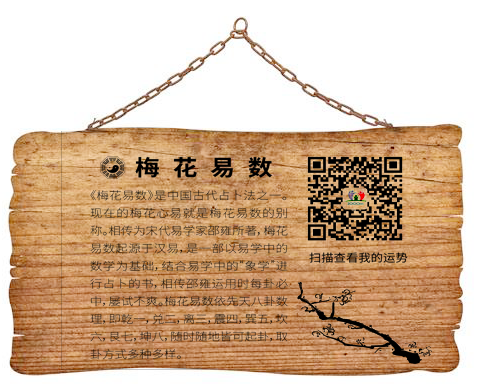 梅花易数
《梅花易数》是中国古代占卜法之一。
现在的梅花心易就是梅花易数的别
称。相传为宋代易学家邵雍所著，梅花
易数起源于汉易，是一部以易学中的
数学为基础，结合易学中的“象学”进
行占卜的书，相传邵雍运用时每卦必
中，屡试不爽。梅花易数依先天八卦数
理，即乾一，兑二，离三，震四，巽五，坎
六，艮七，坤八，随时随地皆可起卦，取
卦方式多种多样。
扫描查看我的运势